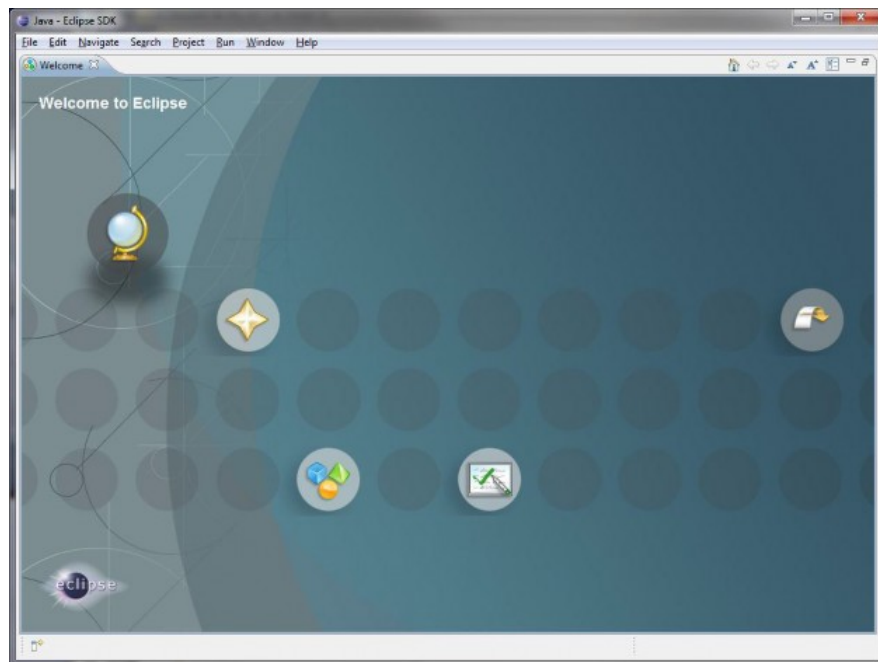 Java - Eclipse SDK
File Edit Navigate Search Project Run Window Help
Welcome
Welcome to Eclipse
eclipse